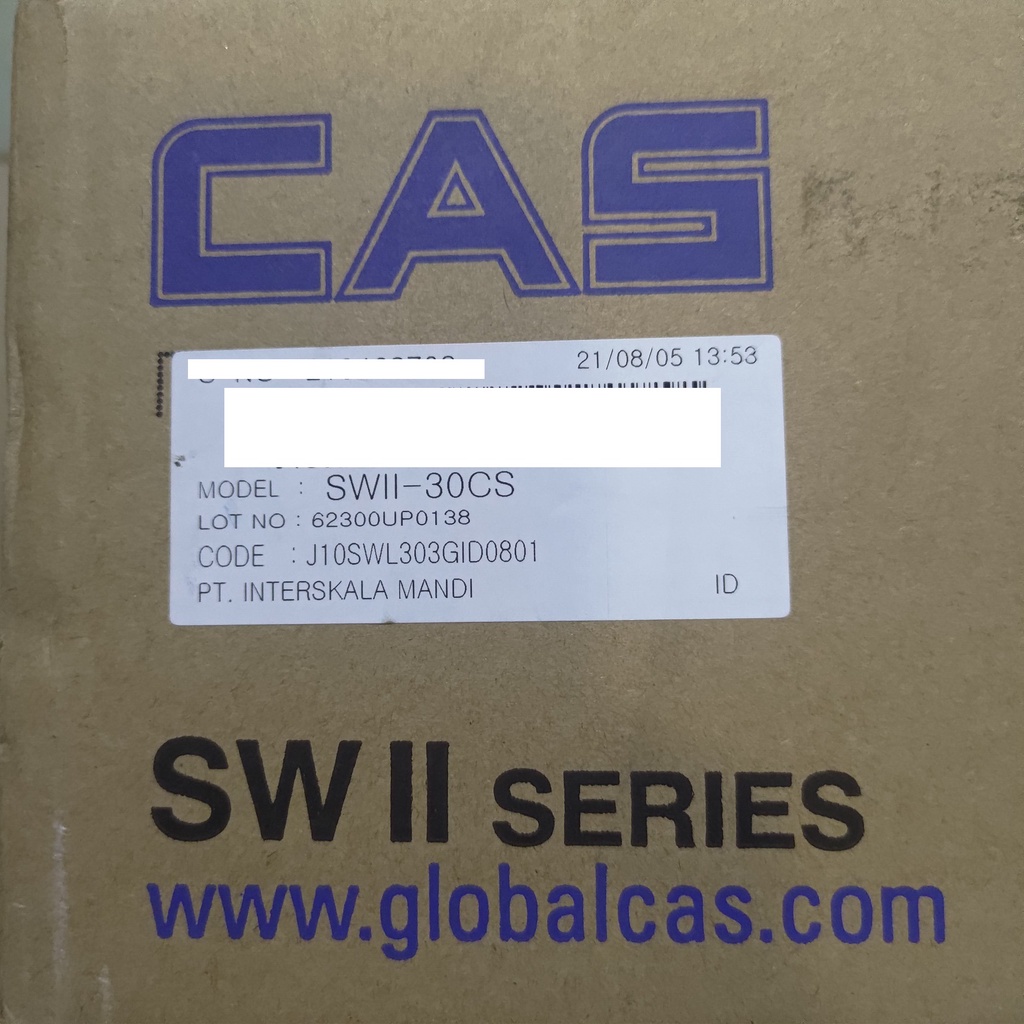 CAS
21/08/05 13:53
MODEL : SWII-30CS
LOT NO : 62300UP0138
CODE : J10SWL303GID0801
PT. INTERSKALA MANDI ID
SW II SERIES
www.globalcas.com